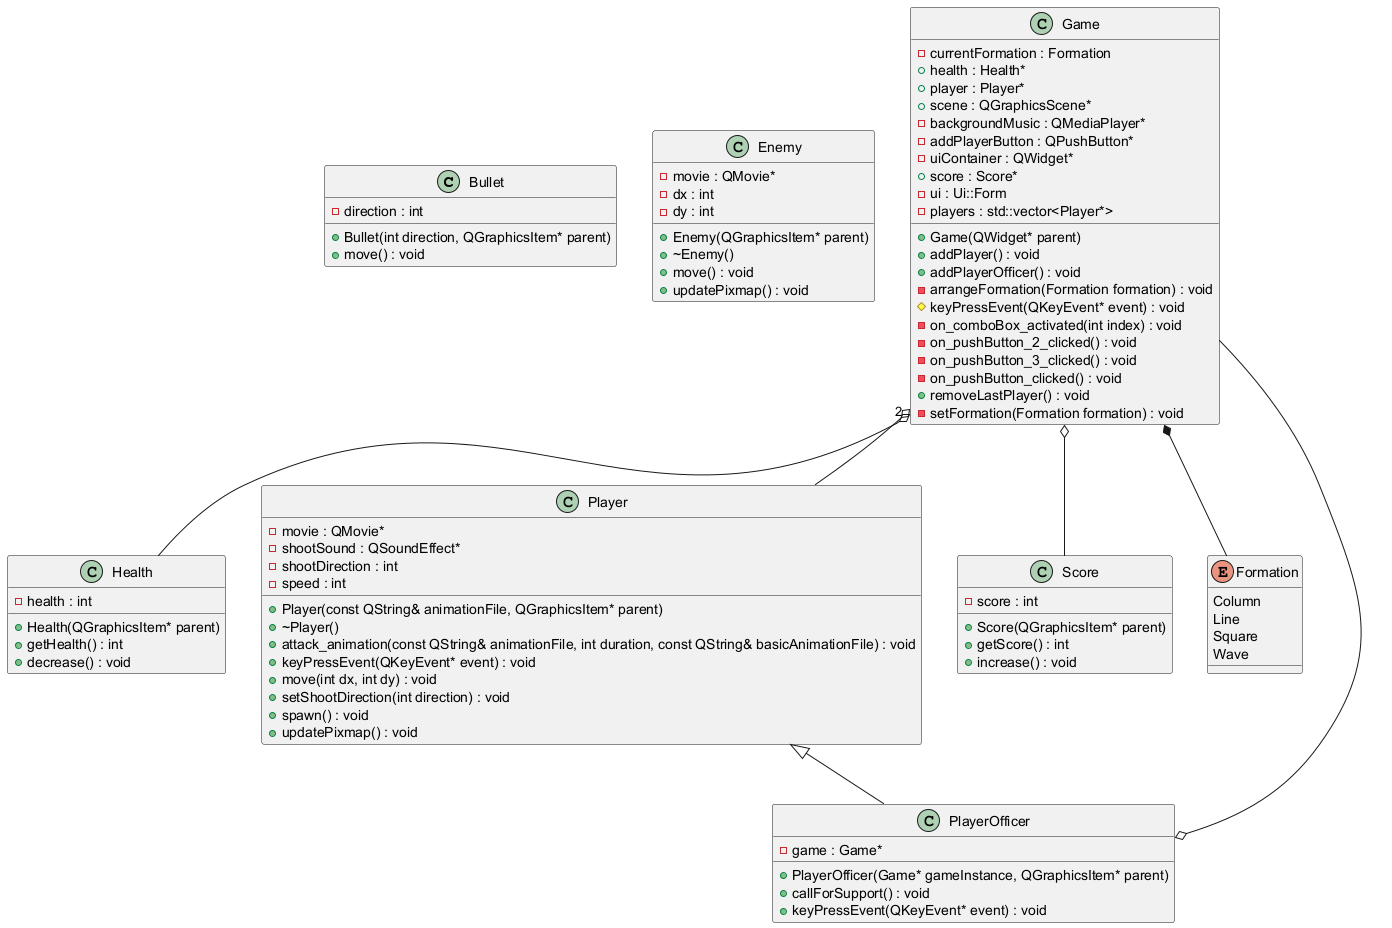 C Game
currentFormation : Formation
health : Health*
player : Player*
scene : QGraphicsScene*
backgroundMusic : QMediaPlayer*
addPlayerButton : QPushButton*
uiContainer : QWidget*
score : Score*
ui : Ui::Form
players : std::vector<Player*>
Game(QWidget* parent)
addPlayer() : void
addPlayerOfficer() : void
arrangeFormation(Formation formation) : void
keyPressEvent(QKeyEvent* event) : void
on_comboBox_activated(int index) : void
on_pushButton_2_clicked() : void
on_pushButton_3_clicked() : void
on_pushButton_clicked() : void
removeLastPlayer() : void
setFormation(Formation formation) : void
C Enemy
movie : QMovie*
dx : int
dy : int
Enemy(QGraphicsItem* parent)
~Enemy()
move() : void
updatePixmap() : void
C Bullet
direction : int
Bullet(int direction, QGraphicsItem* parent)
move() : void
2
C Player
movie : QMovie*
shootSound : QSoundEffect*
shootDirection : int
speed : int
Player(const QString& animationFile, QGraphicsItem* parent)
~Player()
attack_animation(const QString& animationFile, int duration, const QString& basicAnimationFile) : void
keyPressEvent(QKeyEvent* event) : void
move(int dx, int dy) : void
setShootDirection(int direction) : void
spawn() : void
updatePixmap() : void
C Health
health : int
Health(QGraphicsItem* parent)
getHealth() : int
decrease() : void
C Score
score : int
Score(QGraphicsItem* parent)
getScore() : int
increase() : void
E Formation
Column
Line
Square
Wave
C PlayerOfficer
game : Game*
PlayerOfficer(Game* gameInstance, QGraphicsItem* parent)
callForSupport() : void
keyPressEvent(QKeyEvent* event) : void